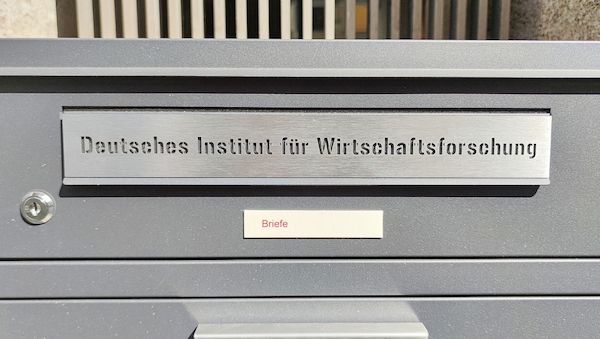 Deutsches Institut für Wirtschaftsforschung
Briefe